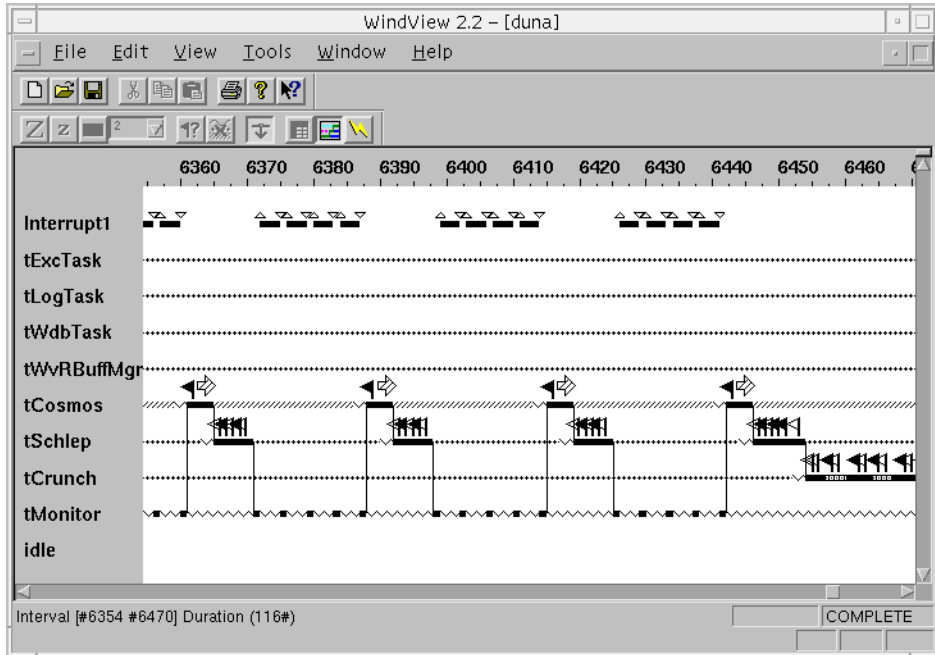 WindView 2.2 – [duna]
File Edit View Tools Window Help
2
6360 6370 6380 6390 6400 6410 6420 6430 6440 6450 6460
Interrupt1
tExcTask
tLogTask
tWdbTask
tWvRBuffMgr
tCosmos
tSchlep
tCrunch
tMonitor
idle
Interval [#6354 #6470] Duration (116#) COMPLETE